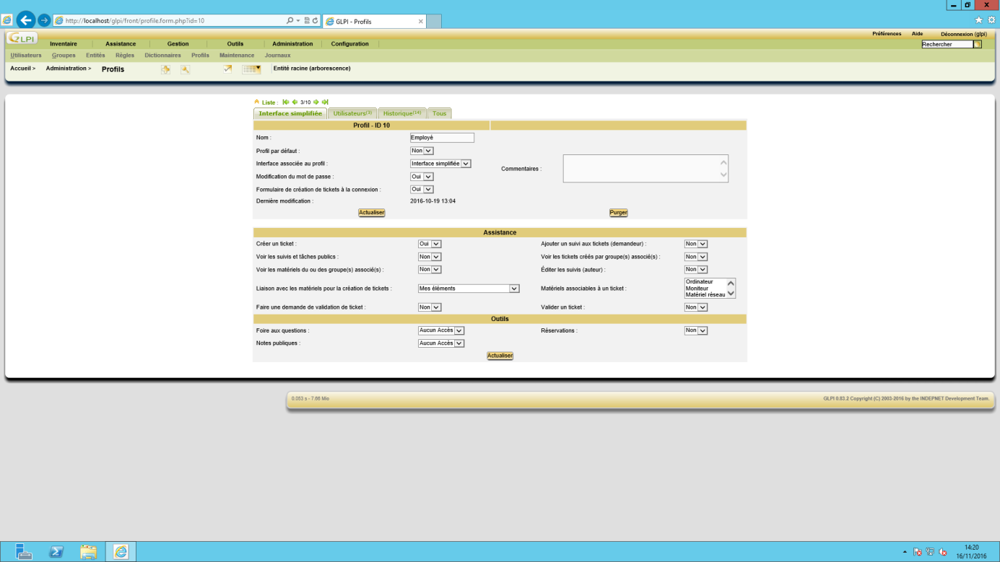 http://localhost/glpi/front/profile.form.php?id=10
GLPI - Profils
GLPI
Préférences Aide Déconnexion (glpi)
Inventaire Assistance Gestion Outils Administration Configuration
Rechercher
Utilisateurs Groupes Entités Règles Dictionnaires Profils Maintenance Journaux
Accueil > Administration > Profils Entité racine (arborescence)
Liste : 3/10
Interface simplifiée Utilisateurs(3) Historique(14) Tous
Profil - ID 10
Nom : Employé
Profil par défaut : Non
Interface associée au profil : Interface simplifiée
Commentaires :
Modification du mot de passe : Oui
Formulaire de création de tickets à la connexion : Oui
Dernière modification : 2016-10-19 13:04
Actualiser Purger
Assistance
Créer un ticket : Oui Ajouter un suivi aux tickets (demandeur) : Non
Voir les suivis et tâches publics : Non Voir les tickets créés par groupe(s) associé(s) : Non
Voir les matériels du ou des groupe(s) associé(s) : Non Éditer les suivis (auteur) : Non
Liaison avec les matériels pour la création de tickets : Mes éléments Matériels associables à un ticket :
Ordinateur
Moniteur
Matériel réseau
Faire une demande de validation de ticket : Non Valider un ticket : Non
Outils
Foire aux questions : Aucun Accès Réservations : Non
Notes publiques : Aucun Accès
Actualiser
0.053 s - 7.66 Mio GLPI 0.83.2 Copyright (C) 2003-2016 by the INDEPNET Development Team.
14:20
16/11/2016